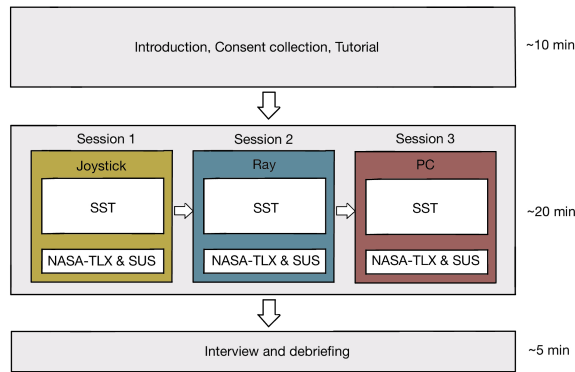 Introduction, Consent collection, Tutorial
~10 min
Session 1
Session 2
Session 3
Joystick
Ray
PC
SST
SST
SST
~20 min
NASA-TLX & SUS
NASA-TLX & SUS
NASA-TLX & SUS
Interview and debriefing
~5 min